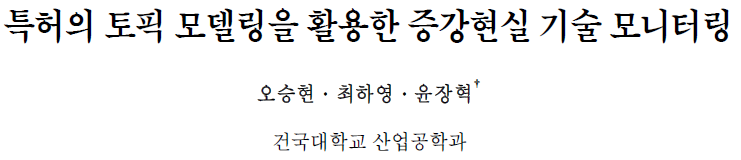 특허의 토픽 모델링을 활용한 증강현실 기술 모니터링
오승현 · 최하영 · 윤장혁†
건국대학교 산업공학과